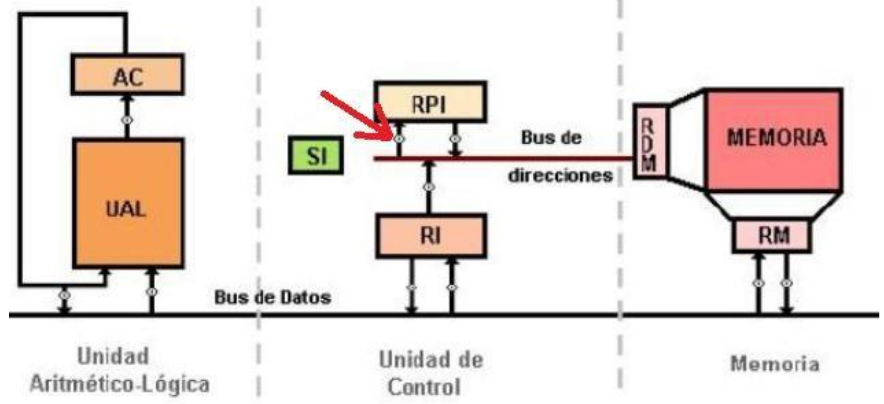 AC
UAL
SI
RPI
RI
Bus de
direcciones
RDM
MEMORIA
RM
Bus de Datos
Unidad
Aritmético-Lógica
Unidad de
Control
Memoria